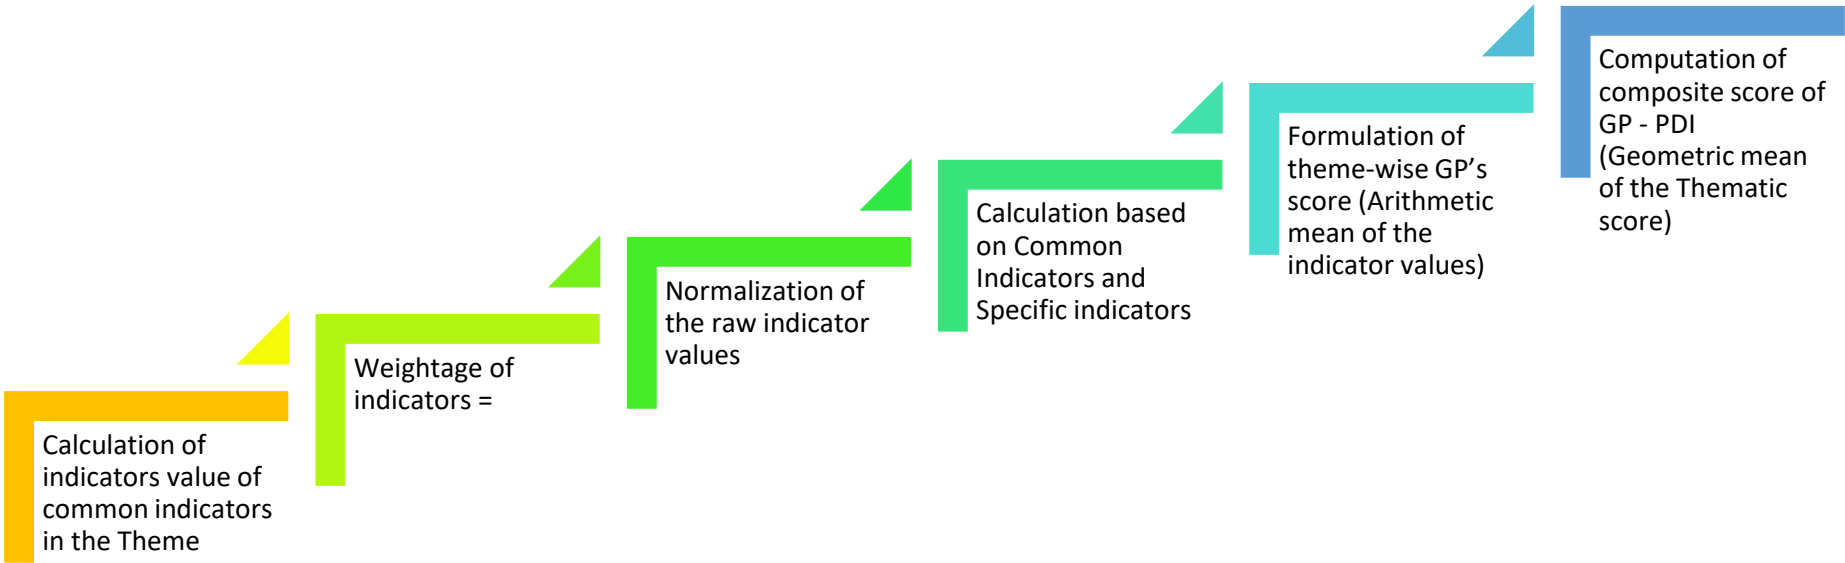 Calculation of
indicators value of
common indicators
in the Theme
Weightage of
indicators =
Normalization of
the raw indicator
values
Calculation based
on Common
Indicators and
Specific indicators
Formulation of
theme-wise GP’s
score (Arithmetic
mean of the
indicator values)
Computation of
composite score of
GP - PDI
(Geometric mean
of the Thematic
score)